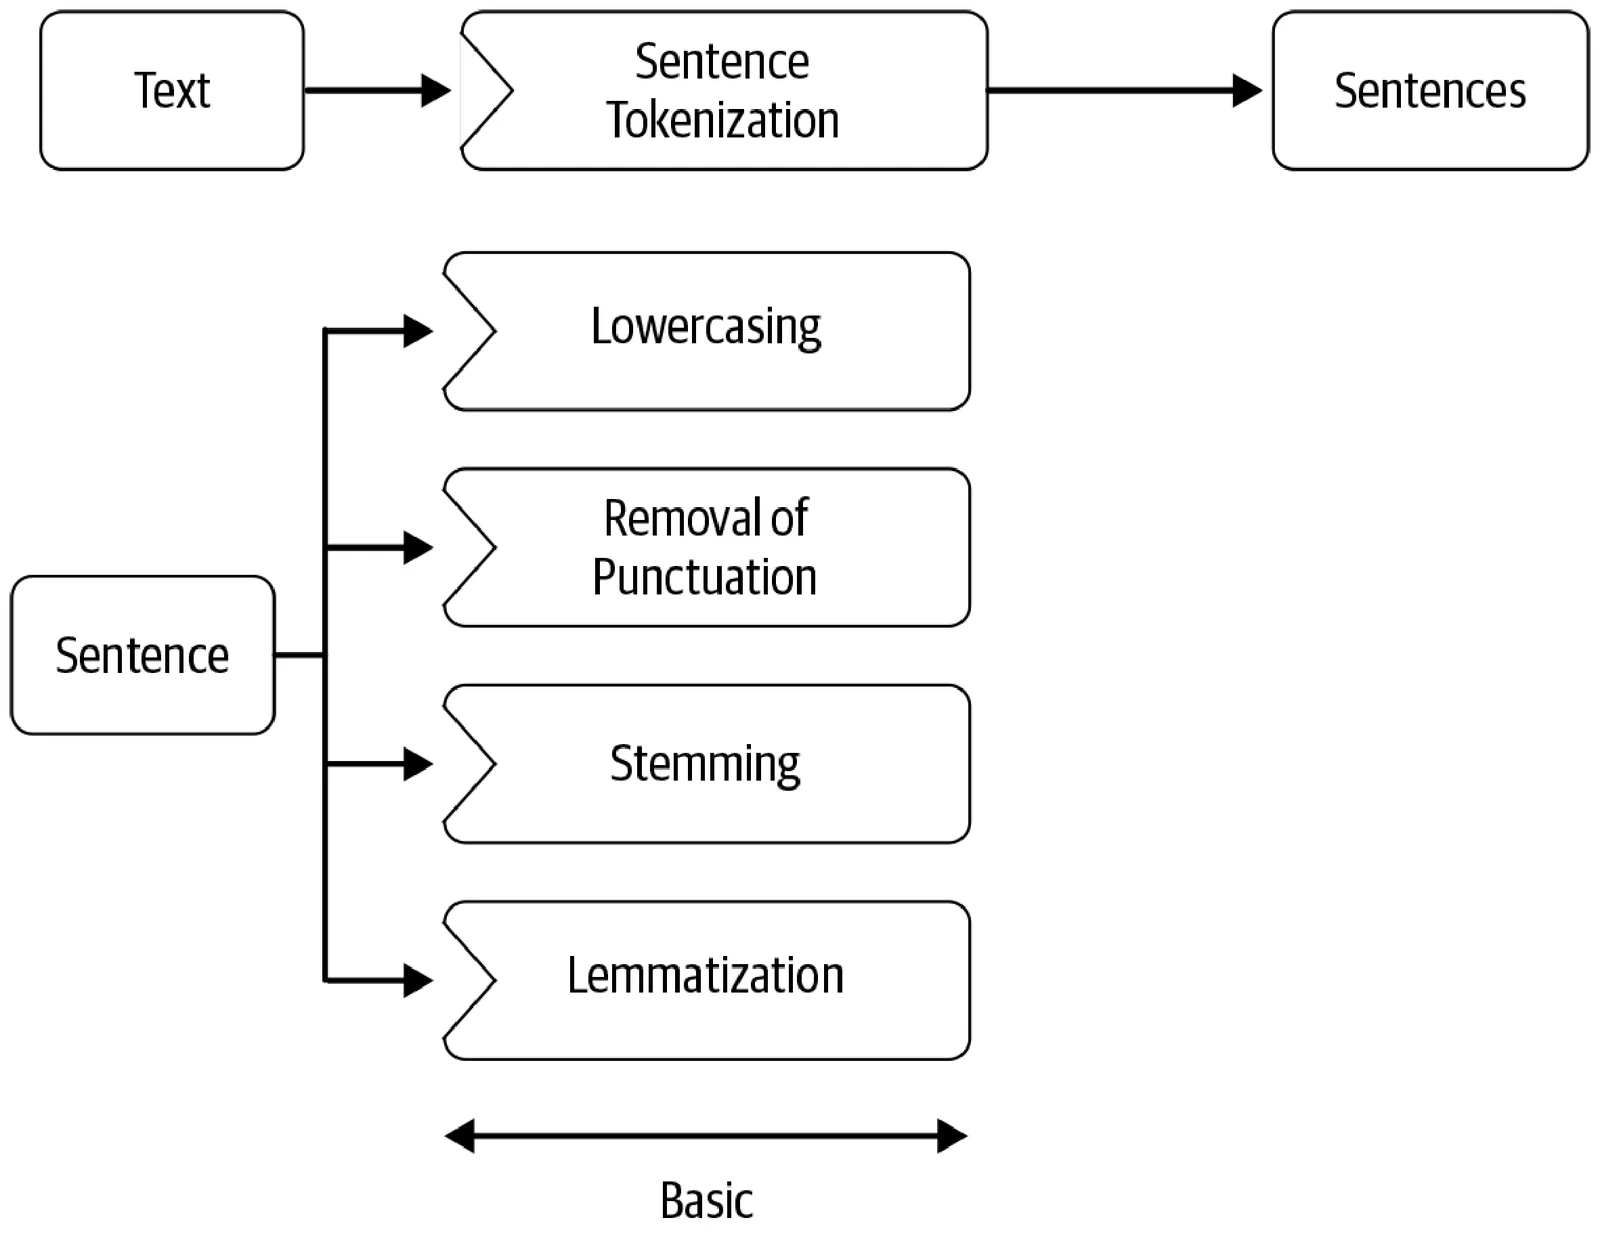 Text
Sentence
Tokenization
Sentences
Lowercasing
Removal of
Punctuation
Sentence
Stemming
Lemmatization
Basic